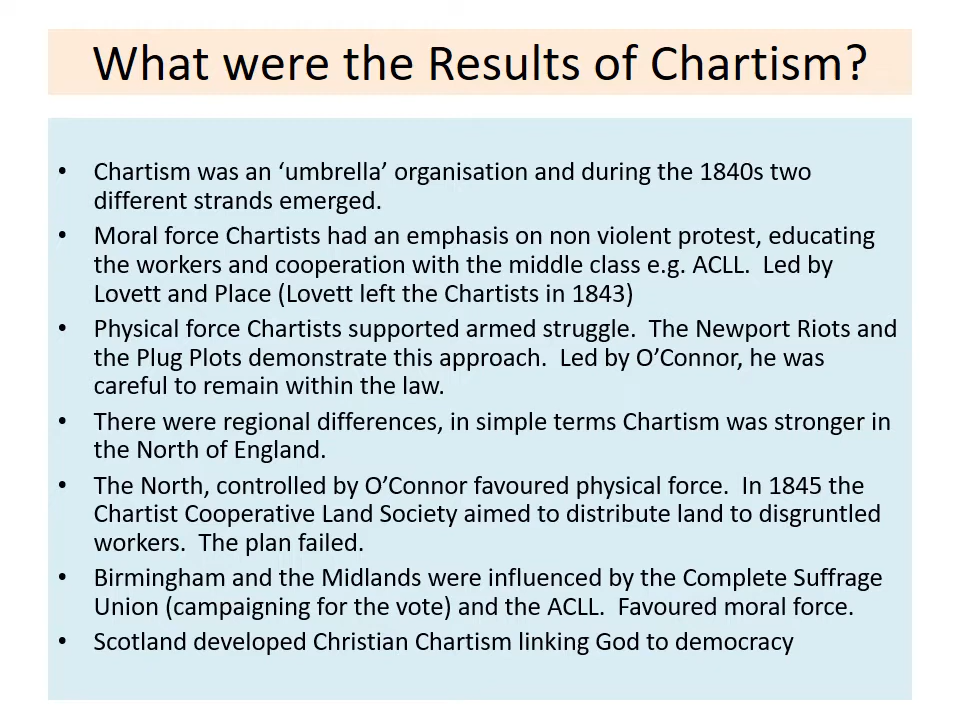 What were the Results of Chartism?
• Chartism was an ‘umbrella’ organisation and during the 1840s two
different strands emerged.
• Moral force Chartists had an emphasis on non violent protest, educating
the workers and cooperation with the middle class e.g. ACLL.  Led by
Lovett and Place (Lovett left the Chartists in 1843)
• Physical force Chartists supported armed struggle.  The Newport Riots and
the Plug Plots demonstrate this approach.  Led by O’Connor, he was
careful to remain within the law.
• There were regional differences, in simple terms Chartism was stronger in
the North of England.
• The North, controlled by O’Connor favoured physical force.  In 1845 the
Chartist Cooperative Land Society aimed to distribute land to disgruntled
workers.  The plan failed.
• Birmingham and the Midlands were influenced by the Complete Suffrage
Union (campaigning for the vote) and the ACLL.  Favoured moral force.
• Scotland developed Christian Chartism linking God to democracy